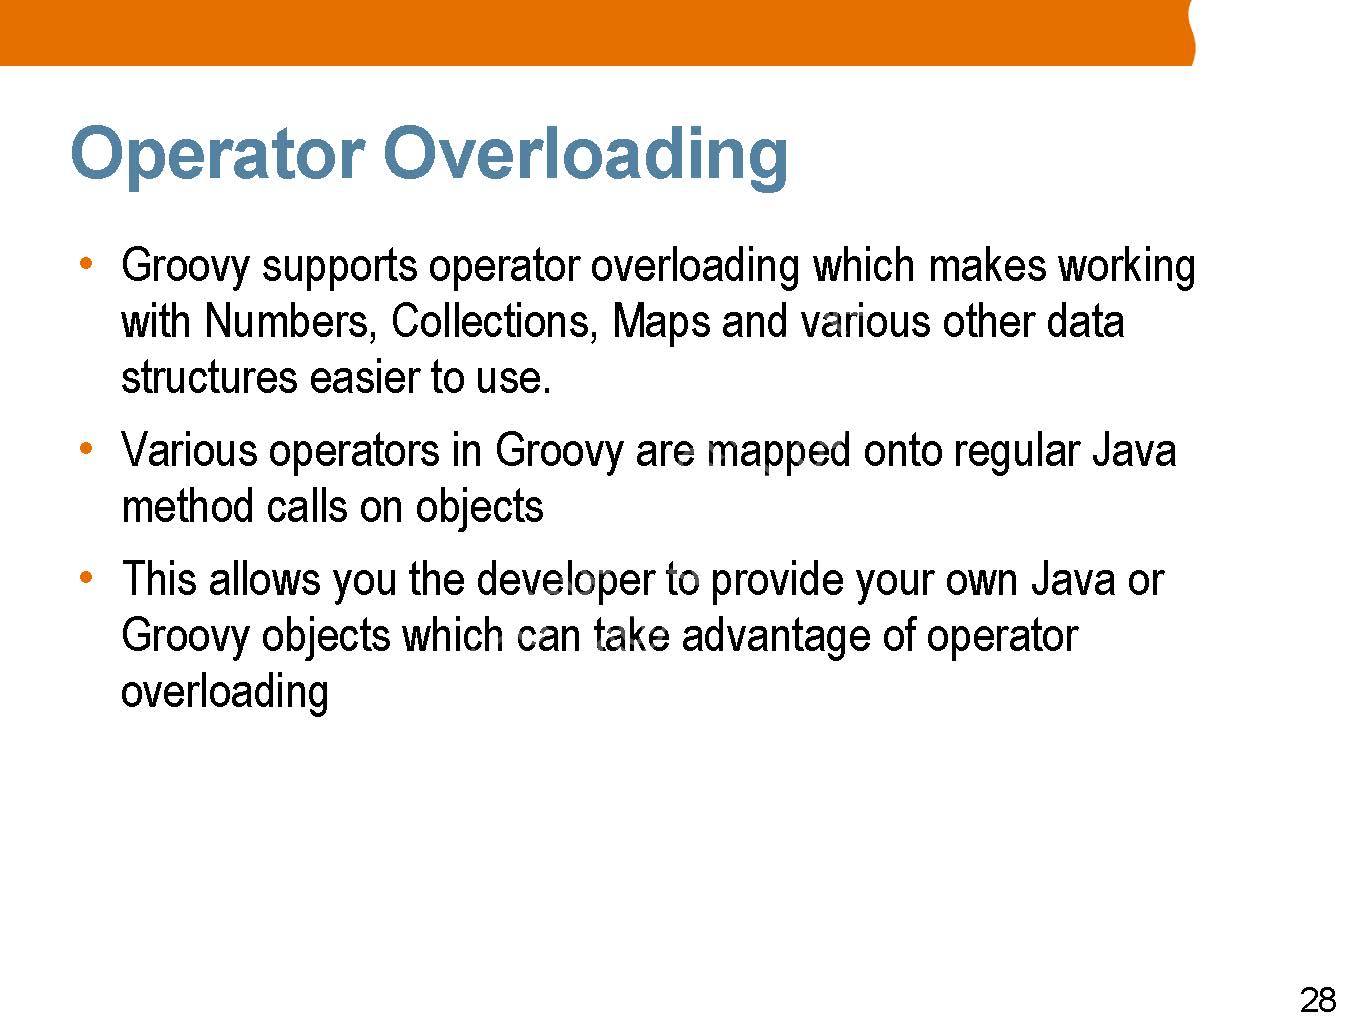 Operator Overloading
• Groovy supports operator overloading which makes working
with Numbers, Collections, Maps and various other data
structures easier to use.
• Various operators in Groovy are mapped onto regular Java
method calls on objects
• This allows you the developer to provide your own Java or
Groovy objects which can take advantage of operator
overloading
28